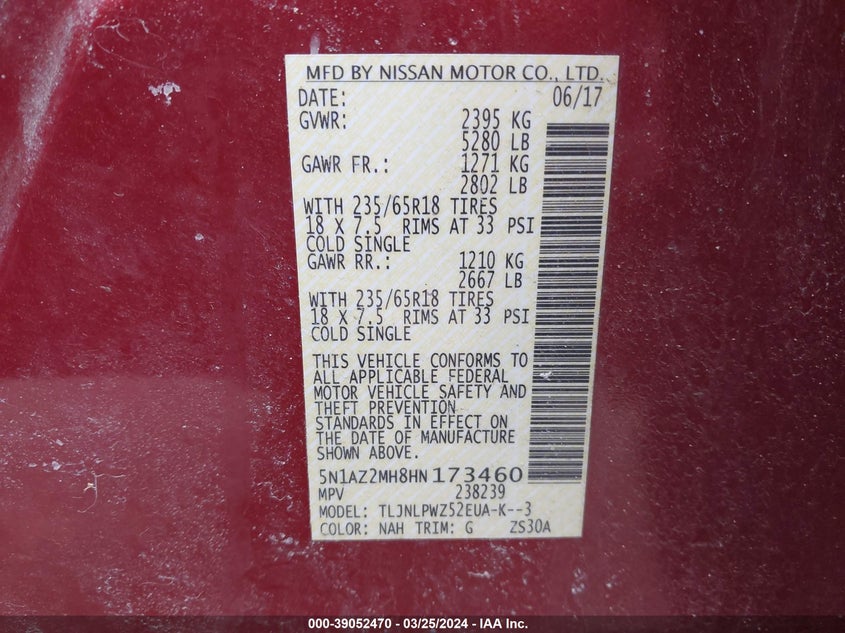 MFD BY NISSAN MOTOR CO., LTD.
DATE: 06/17
GVWR: 2395 KG
5280 LB
GAWR FR.: 1271 KG
2802 LB
WITH 235/65R18 TIRES
18 X 7.5 RIMS AT 33 PSI
COLD SINGLE
GAWR RR.: 1210 KG
2667 LB
WITH 235/65R18 TIRES
18 X 7.5 RIMS AT 33 PSI
COLD SINGLE
THIS VEHICLE CONFORMS TO
ALL APPLICABLE FEDERAL
MOTOR VEHICLE SAFETY AND
THEFT PREVENTION
STANDARDS IN EFFECT ON
THE DATE OF MANUFACTURE
SHOWN ABOVE.
5N1AZ2MH8HN173460
MPV 238239
MODEL: TLJNLPWZ52EUA-K--3
COLOR: NAH TRIM: G ZS30A
000-39052470 - 03/25/2024 - IAA Inc.